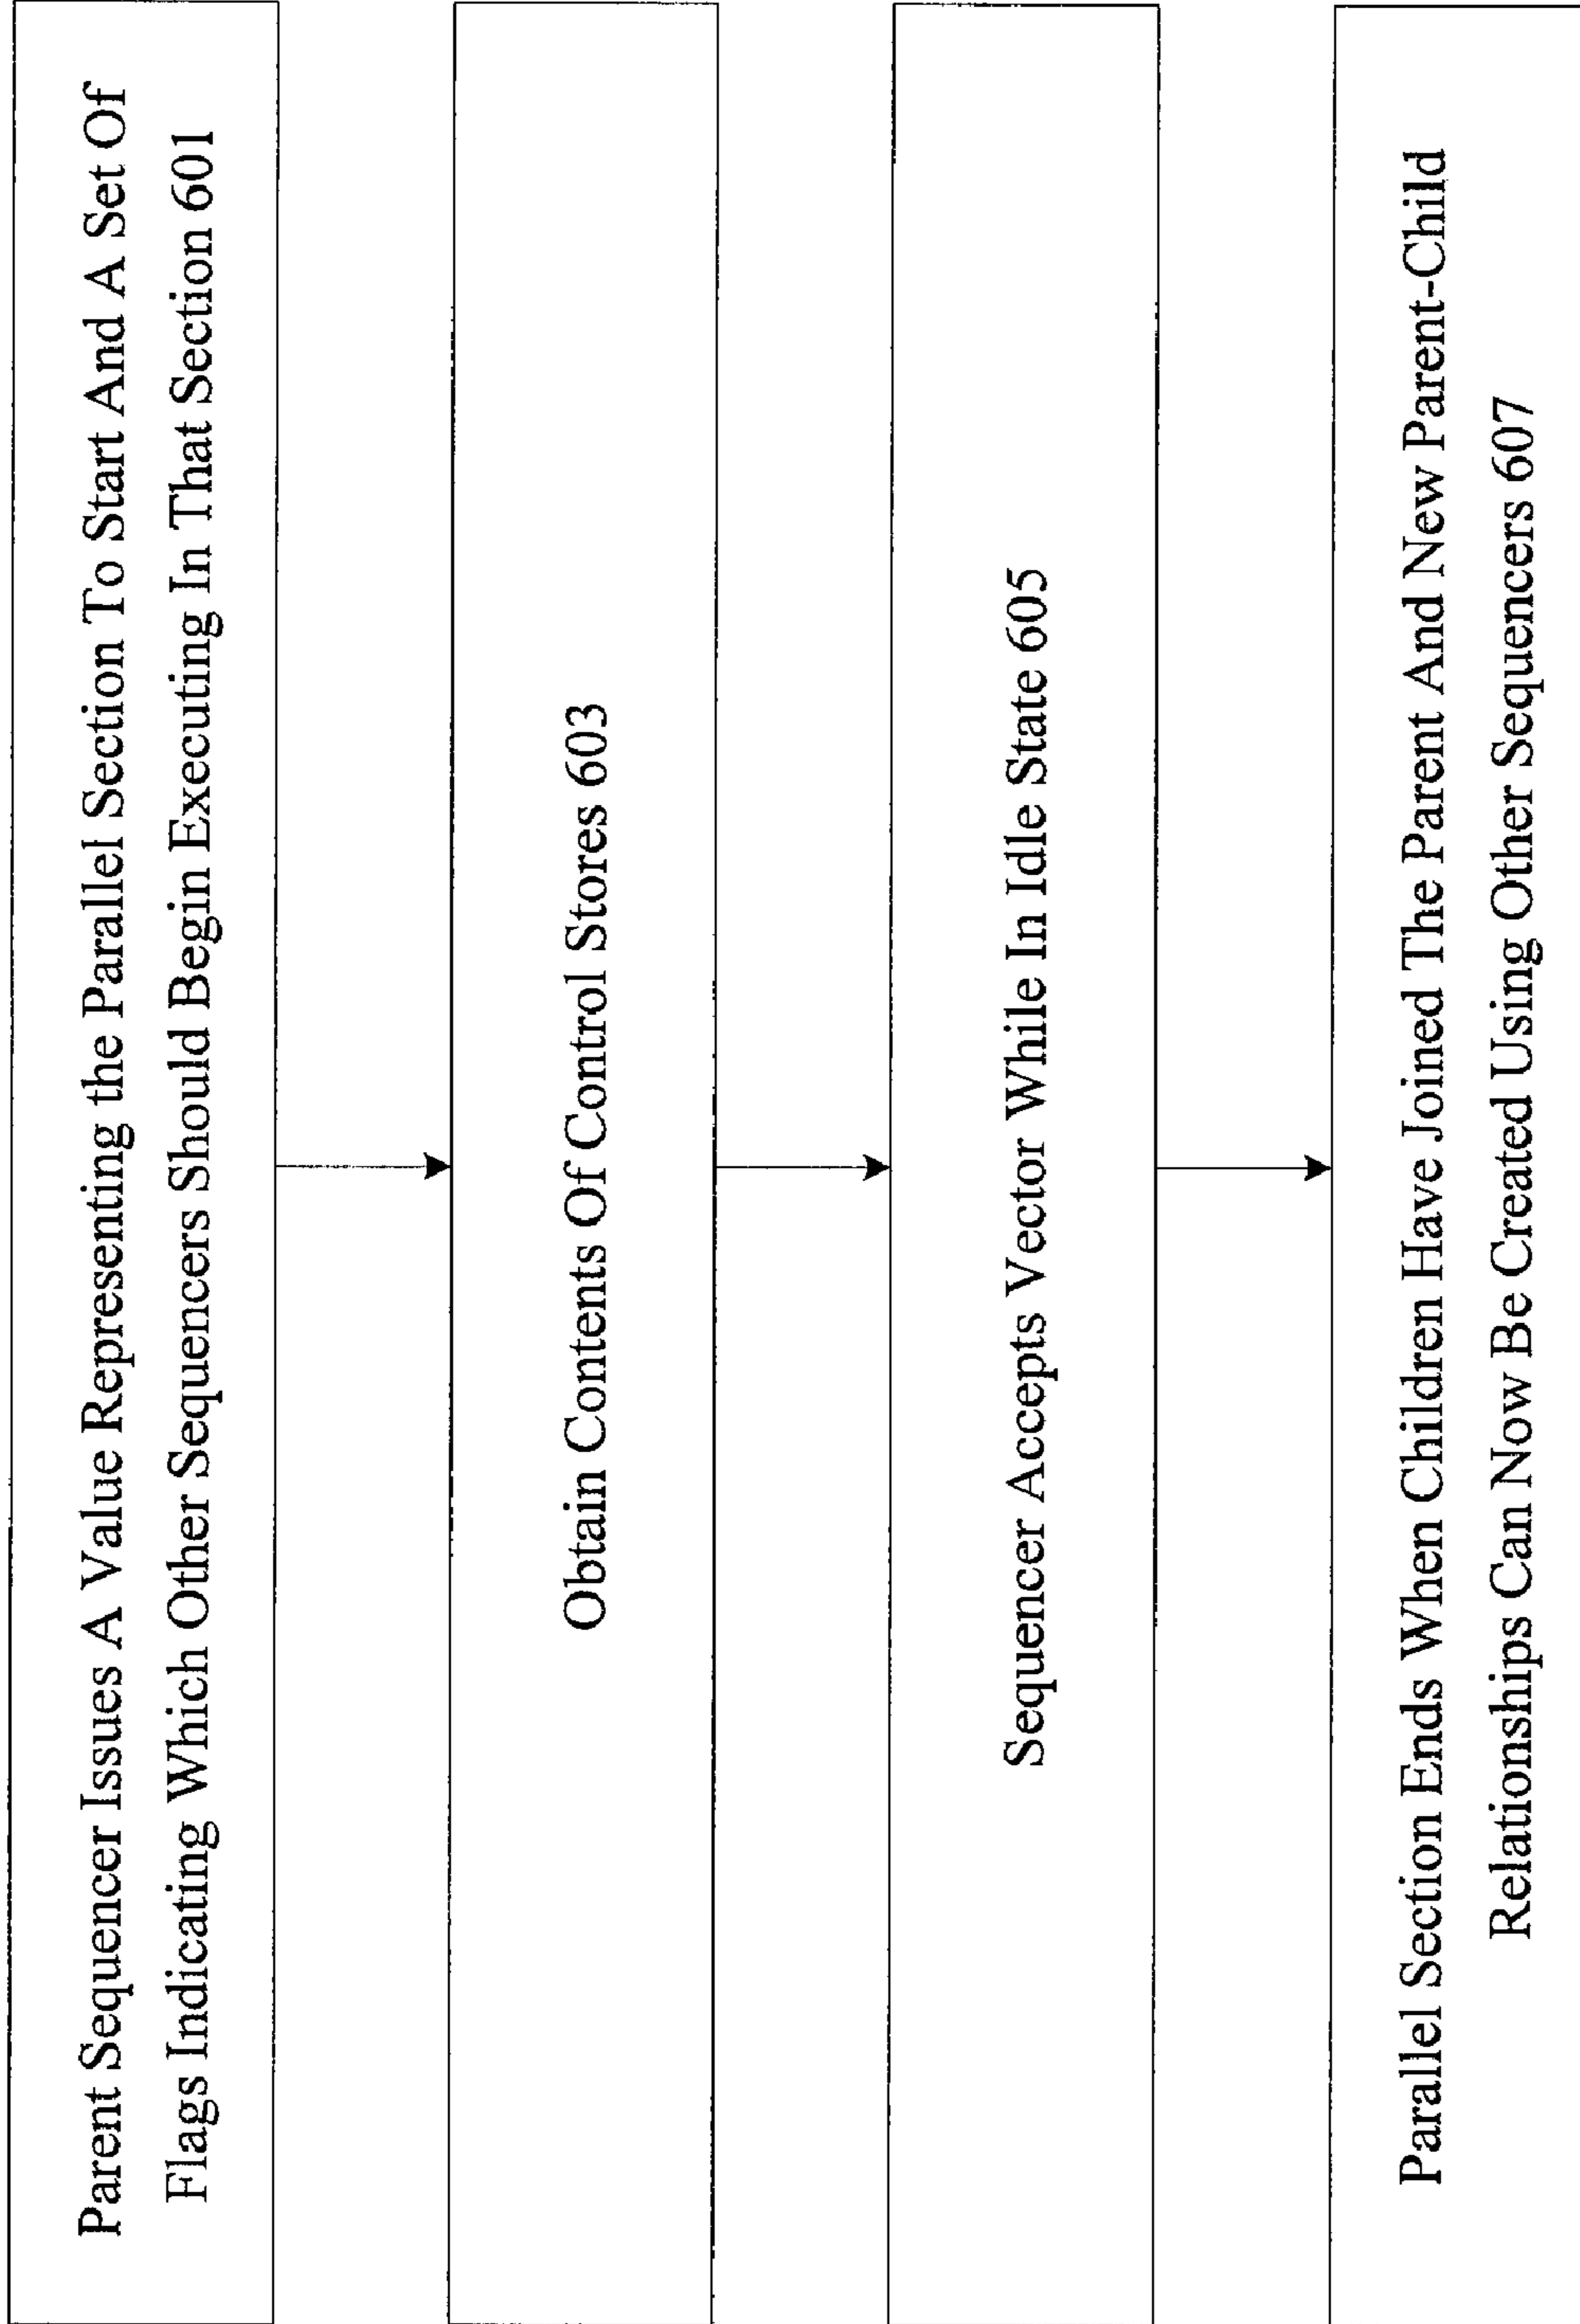 Parent Sequencer Issues A Value Representing the Parallel Section To Start And A Set Of
Flags Indicating Which Other Sequencers Should Begin Executing In That Section 601
Obtain Contents Of Control Stores 603
Sequencer Accepts Vector While In Idle State 605
Parallel Section Ends When Children Have Joined The Parent And New Parent-Child
Relationships Can Now Be Created Using Other Sequencers 607